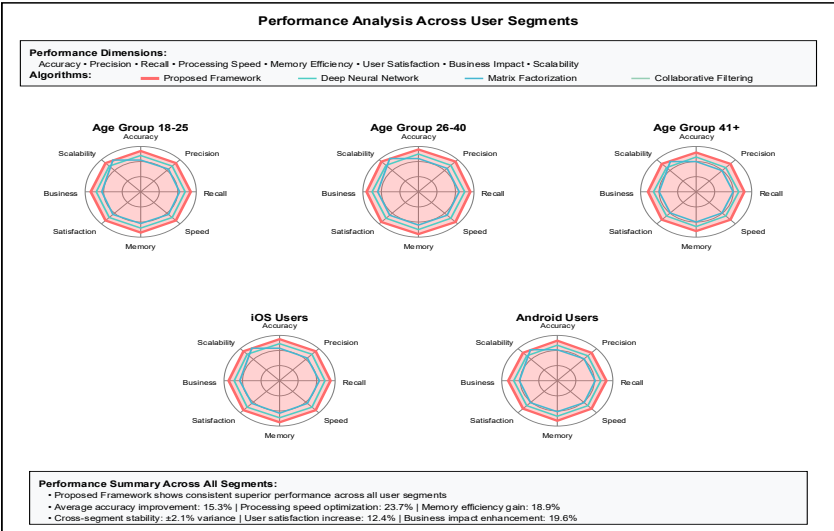 Performance Analysis Across User Segments
Performance Dimensions:
Accuracy • Precision • Recall • Processing Speed • Memory Efficiency • User Satisfaction • Business Impact • Scalability
Algorithms: Proposed Framework Deep Neural Network Matrix Factorization Collaborative Filtering
Age Group 18-25
Accuracy
Scalability Precision
Business Recall
Satisfaction Speed
Memory
Age Group 26-40
Accuracy
Scalability Precision
Business Recall
Satisfaction Speed
Memory
Age Group 41+
Accuracy
Scalability Precision
Business Recall
Satisfaction Speed
Memory
iOS Users
Accuracy
Scalability Precision
Business Recall
Satisfaction Speed
Memory
Android Users
Accuracy
Scalability Precision
Business Recall
Satisfaction Speed
Memory
Performance Summary Across All Segments:
• Proposed Framework shows consistent superior performance across all user segments
• Average accuracy improvement: 15.3% | Processing speed optimization: 23.7% | Memory efficiency gain: 18.9%
• Cross-segment stability: ±2.1% variance | User satisfaction increase: 12.4% | Business impact enhancement: 19.6%